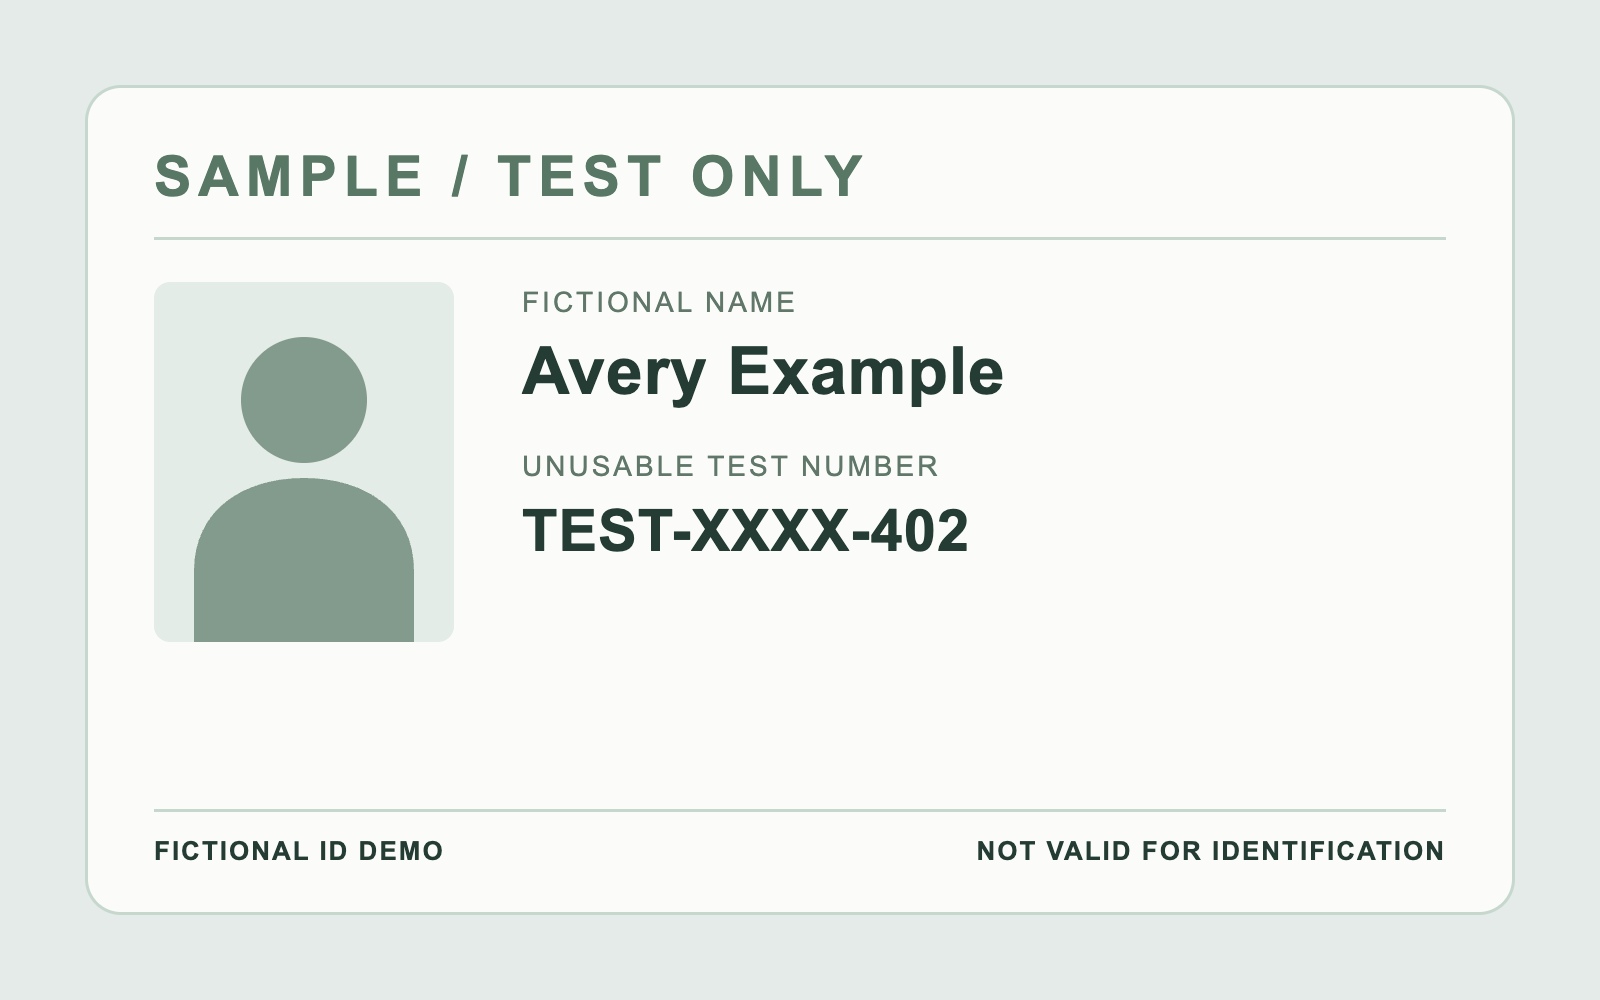 SAMPLE / TEST ONLY
FICTIONAL NAME
Avery Example
UNUSABLE TEST NUMBER
TEST-XXXX-402
FICTIONAL ID DEMO
NOT VALID FOR IDENTIFICATION